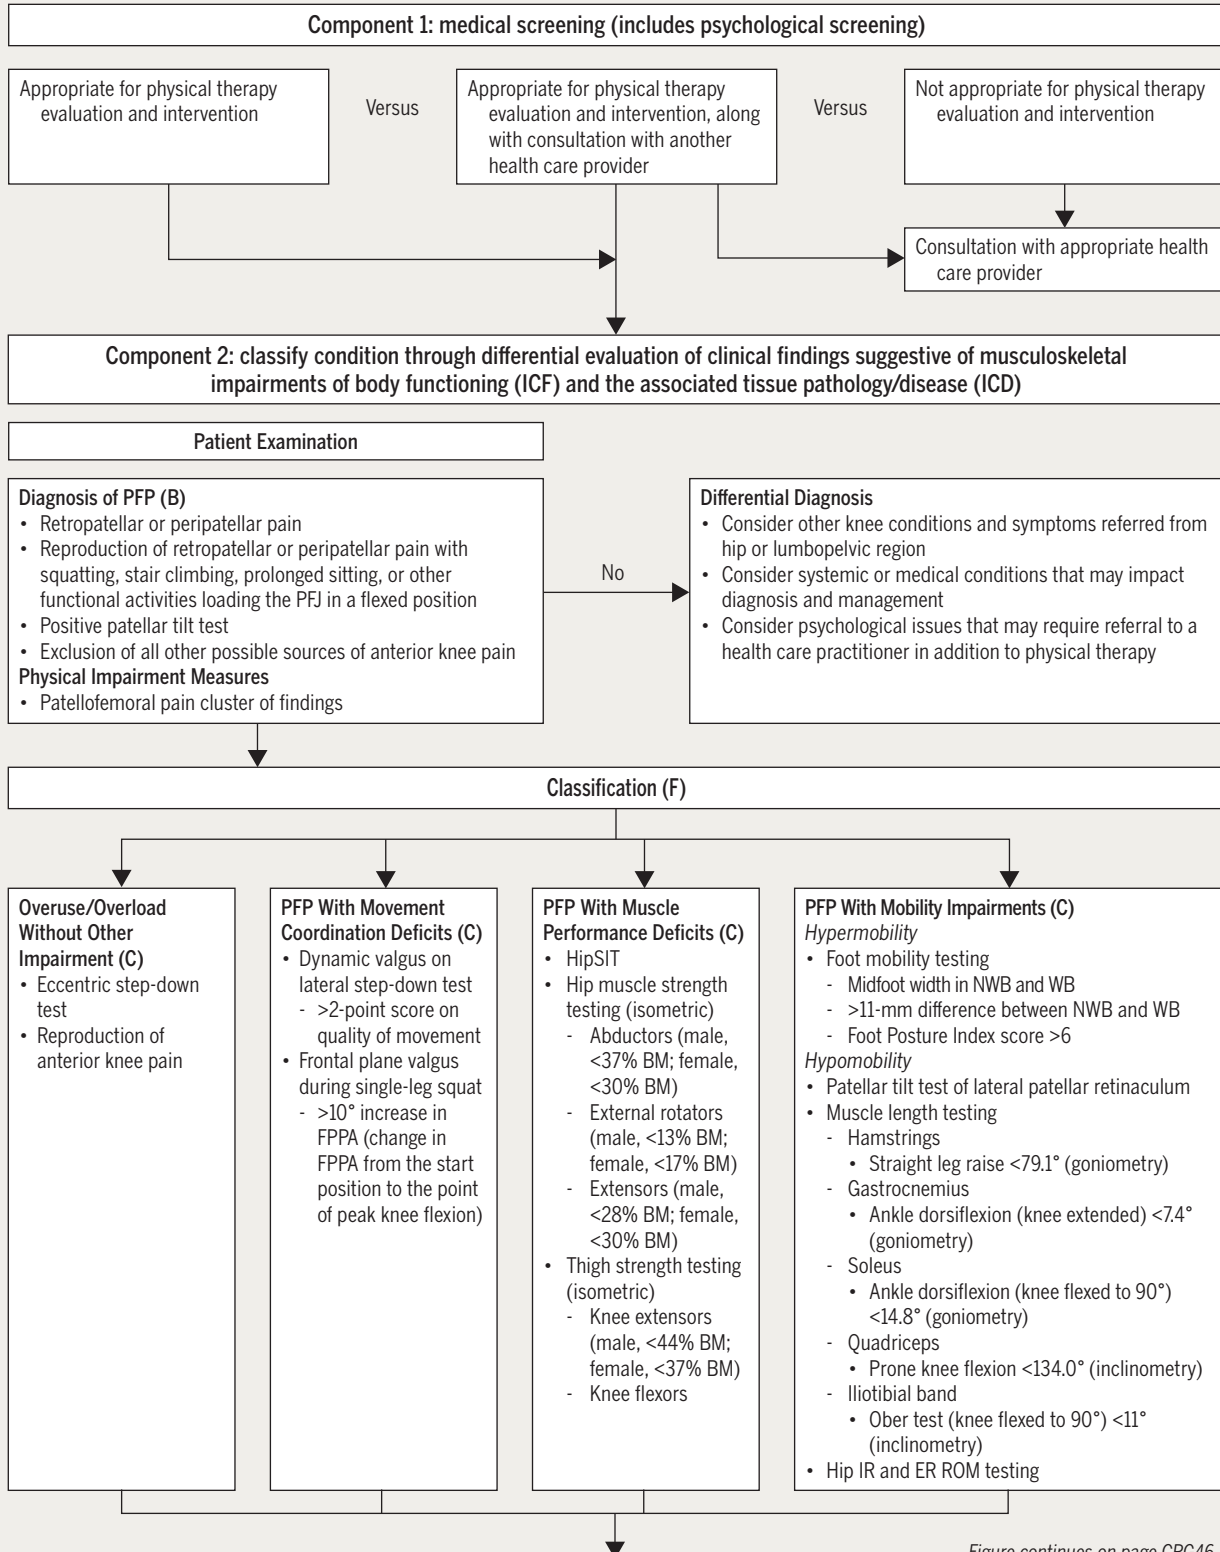 Component 1: medical screening (includes psychological screening)
Appropriate for physical therapy
evaluation and intervention
Versus
Appropriate for physical therapy
evaluation and intervention, along
with consultation with another
health care provider
Versus
Not appropriate for physical therapy
evaluation and intervention
Consultation with appropriate health
care provider
Component 2: classify condition through differential evaluation of clinical findings suggestive of musculoskeletal
impairments of body functioning (ICF) and the associated tissue pathology/disease (ICD)
Patient Examination
Diagnosis of PFP (B)
• Retropatellar or peripatellar pain
• Reproduction of retropatellar or peripatellar pain with
squatting, stair climbing, prolonged sitting, or other
functional activities loading the PFJ in a flexed position
• Positive patellar tilt test
• Exclusion of all other possible sources of anterior knee pain
Physical Impairment Measures
• Patellofemoral pain cluster of findings
No
Differential Diagnosis
• Consider other knee conditions and symptoms referred from
hip or lumbopelvic region
• Consider systemic or medical conditions that may impact
diagnosis and management
• Consider psychological issues that may require referral to a
health care practitioner in addition to physical therapy
Classification (F)
Overuse/Overload
Without Other
Impairment (C)
• Eccentric step-down
test
• Reproduction of
anterior knee pain
PFP With Movement
Coordination Deficits (C)
• Dynamic valgus on
lateral step-down test
- >2-point score on
quality of movement
• Frontal plane valgus
during single-leg squat
- >10° increase in
FPPA (change in
FPPA from the start
position to the point
of peak knee flexion)
PFP With Muscle
Performance Deficits (C)
• HipSIT
• Hip muscle strength
testing (isometric)
- Abductors (male,
<37% BM; female,
<30% BM)
- External rotators
(male, <13% BM;
female, <17% BM)
- Extensors (male,
<28% BM; female,
<30% BM)
• Thigh strength testing
(isometric)
- Knee extensors
(male, <44% BM;
female, <37% BM)
- Knee flexors
PFP With Mobility Impairments (C)
Hypermobility
• Foot mobility testing
- Midfoot width in NWB and WB
- >11-mm difference between NWB and WB
- Foot Posture Index score >6
Hypomobility
• Patellar tilt test of lateral patellar retinaculum
• Muscle length testing
- Hamstrings
• Straight leg raise <79.1° (goniometry)
- Gastrocnemius
• Ankle dorsiflexion (knee extended) <7.4°
(goniometry)
- Soleus
• Ankle dorsiflexion (knee flexed to 90°)
<14.8° (goniometry)
- Quadriceps
• Prone knee flexion <134.0° (inclinometry)
- Iliotibial band
• Ober test (knee flexed to 90°) <11°
(inclinometry)
• Hip IR and ER ROM testing
Figure continues on page CPG46.